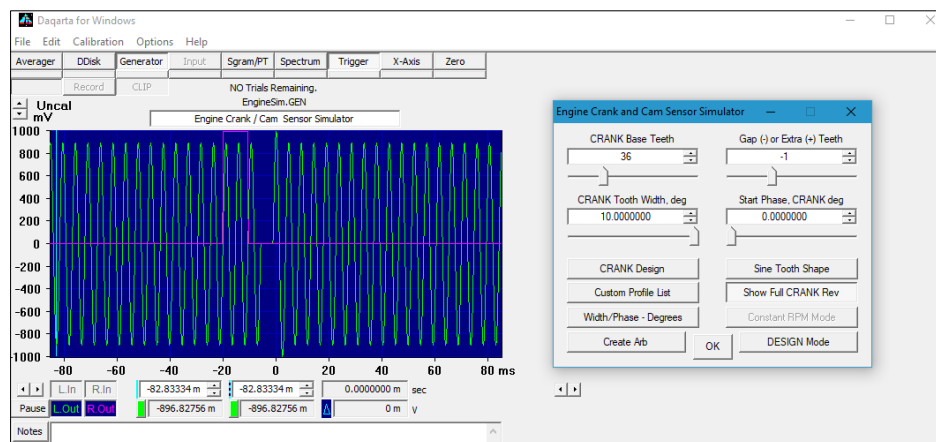 Daqarta for Windows
File Edit Calibration Options Help
Averager DDisk Generator Input Sgram/PT Spectrum Trigger X-Axis Zero
Record CLIP NO Trials Remaining.
Uncal EngineSim.GEN
mV Engine Crank / Cam Sensor Simulator
1000
800
600
400
200
0
-200
-400
-600
-800
-1000
-80 -60 -40 -20 0 20 40 60 80 ms
L.In R.In -82.83334 m -82.83334 m 0.0000000 m sec
Pause L.Out R.Out -896.82756 m -896.82756 m Δ 0 m v
Notes
Engine Crank and Cam Sensor Simulator
CRANK Base Teeth Gap (-) or Extra (+) Teeth
36 -1
CRANK Tooth Width, deg Start Phase, CRANK deg
10.0000000 0.0000000
CRANK Design Sine Tooth Shape
Custom Profile List Show Full CRANK Rev
Width/Phase - Degrees Constant RPM Mode
Create Arb OK DESIGN Mode